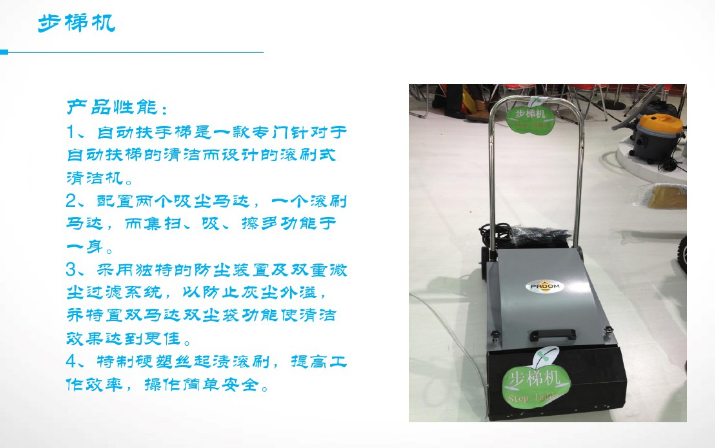 步梯机
产品性能：
1、自动扶手梯是一款专门针对于
自动扶梯的清洁而设计的滚刷式
清洁机。
2、配置两个吸尘马达，一个滚刷
马达，而集扫、吸、擦多功能于
一身。
3、采用独特的防尘装置及双重微
尘过滤系统，以防止灰尘外溢，
并特置双马达双尘袋功能使清洁
效果达到更佳。
4、特制硬塑丝起渍滚刷，提高工
作效率，操作简单安全。
步梯机
PROOM
步梯机